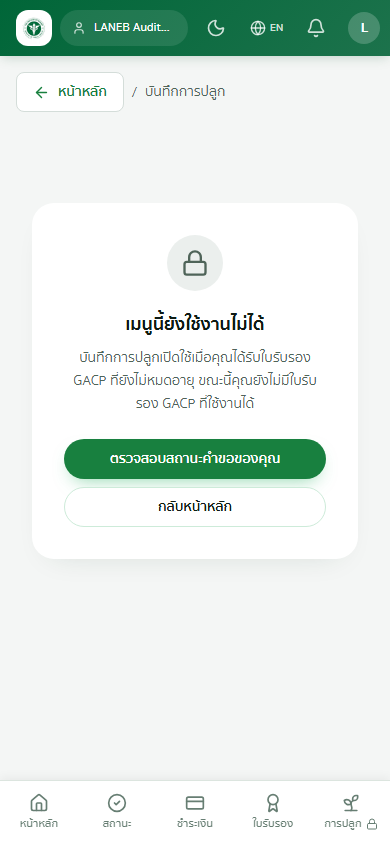 LANEB Audit...
EN
L
หน้าหลัก / บันทึกการปลูก
เมนูนี้ยังใช้งานไม่ได้
บันทึกการปลูกเปิดใช้เมื่อคุณได้รับใบรับรอง
GACP ที่ยังไม่หมดอายุ ขณะนี้คุณยังไม่มีใบรับ
รอง GACP ที่ใช้งานได้
ตรวจสอบสถานะคำขอของคุณ
กลับหน้าหลัก
หน้าหลัก
สถานะ
ชำระเงิน
ใบรับรอง
การปลูก